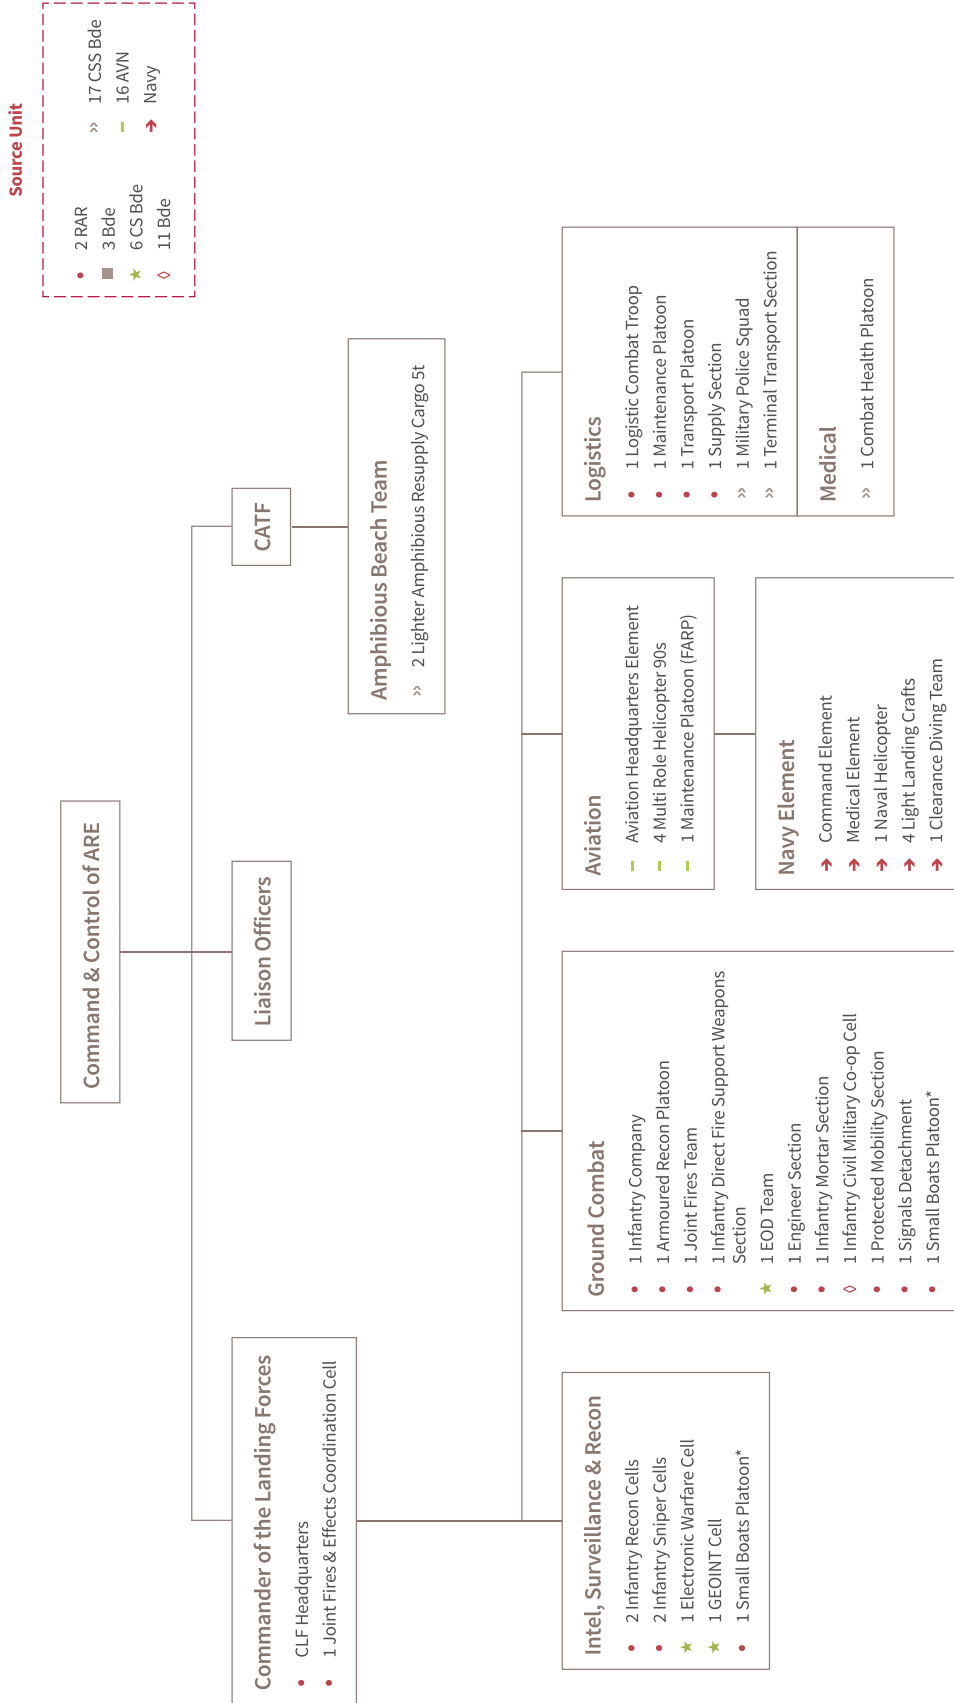 Source Unit
2 RAR
3 Bde
6 CS Bde
11 Bde
17 CSS Bde
16 AVN
Navy
Command & Control of ARE
Commander of the Landing Forces
CLF Headquarters
1 Joint Fires & Effects Coordination Cell
Liaison Officers
CATF
Amphibious Beach Team
2 Lighter Amphibious Resupply Cargo 5t
Intel, Surveillance & Recon
2 Infantry Recon Cells
2 Infantry Sniper Cells
1 Electronic Warfare Cell
1 GEOINT Cell
1 Small Boats Platoon*
Ground Combat
1 Infantry Company
1 Armoured Recon Platoon
1 Joint Fires Team
1 Infantry Direct Fire Support Weapons
Section
1 EOD Team
1 Engineer Section
1 Infantry Mortar Section
1 Infantry Civil Military Co-op Cell
1 Protected Mobility Section
1 Signals Detachment
1 Small Boats Platoon*
Aviation
Aviation Headquarters Element
4 Multi Role Helicopter 90s
1 Maintenance Platoon (FARP)
Navy Element
Command Element
Medical Element
1 Naval Helicopter
4 Light Landing Crafts
1 Clearance Diving Team
Logistics
1 Logistic Combat Troop
1 Maintenance Platoon
1 Transport Platoon
1 Supply Section
1 Military Police Squad
1 Terminal Transport Section
Medical
1 Combat Health Platoon